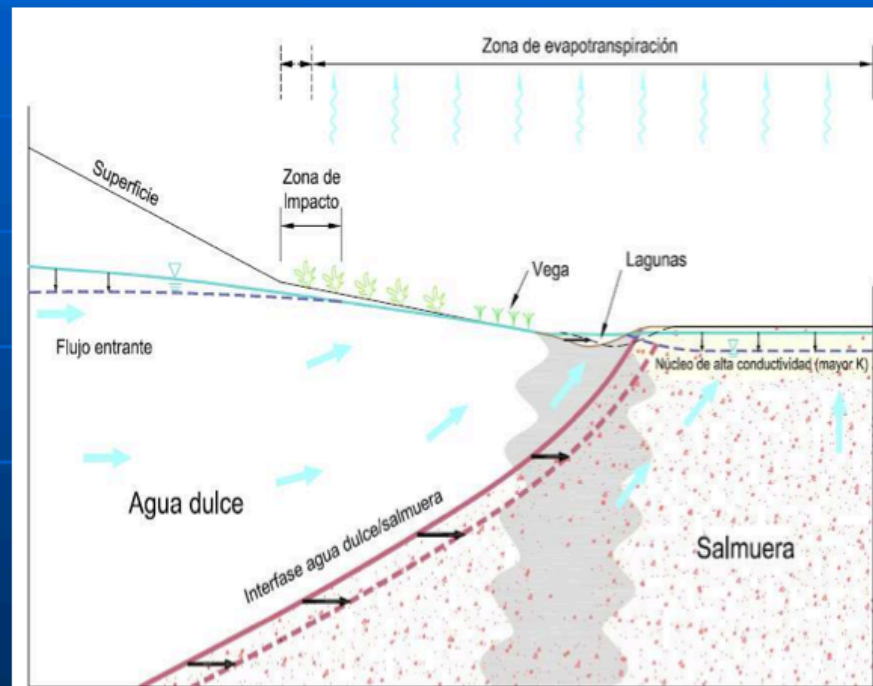 Zona de evapotranspiración
Superficie
Zona de
Impacto
Vega
Lagunas
Flujo entrante
Núcleo de alta conductividad (mayor K)
Agua dulce
Interfase agua dulce/salmuera
Salmuera